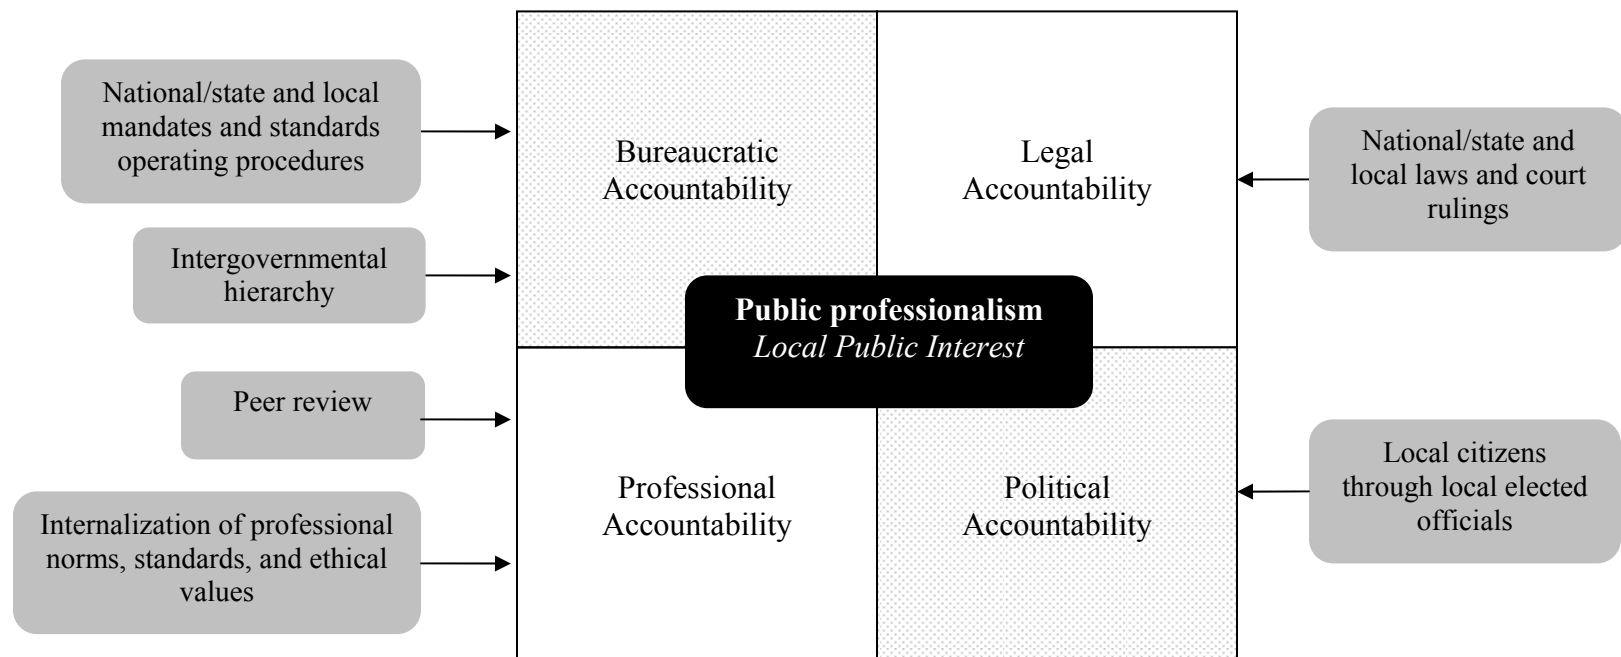 National/state and local
mandates and standards
operating procedures
Bureaucratic
Accountability
Legal
Accountability
National/state and
local laws and court
rulings
Intergovernmental
hierarchy
Public professionalism
Local Public Interest
Peer review
Professional
Accountability
Political
Accountability
Local citizens
through local elected
officials
Internalization of professional
norms, standards, and ethical
values